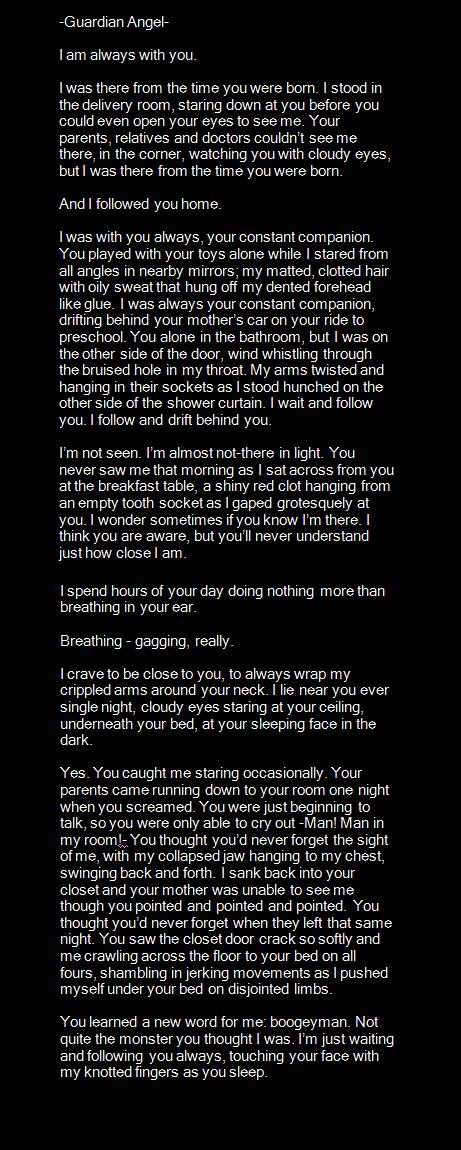 -Guardian Angel-
I am always with you.
I was there from the time you were born. I stood in
the delivery room, staring down at you before you
could even open your eyes to see me. Your
parents, relatives and doctors couldn't see me
there, in the corner, watching you with cloudy eyes,
but I was there from the time you were born.
And I followed you home.
I was with you always, your constant companion.
You played with your toys alone while I stared from
all angles in nearby mirrors; my matted, clotted hair
with oily sweat that hung off my dented forehead
like glue. I was always your constant companion,
drifting behind your mother's car on your ride to
preschool. You alone in the bathroom, but I was on
the other side of the door, wind whistling through
the bruised hole in my throat. My arms twisted and
hanging in their sockets as I stood hunched on the
other side of the shower curtain. I wait and follow
you. I follow and drift behind you.
I'm not seen. I'm almost not-there in light. You
never saw me that morning as I sat across from you
at the breakfast table, a shiny red clot hanging from
an empty tooth socket as I gaped grotesquely at
you. I wonder sometimes if you know I'm there. I
think you are aware, but you'll never understand
just how close I am.
I spend hours of your day doing nothing more than
breathing in your ear.
Breathing - gagging, really.
I crave to be close to you, to always wrap my
crippled arms around your neck. I lie near you ever
single night, cloudy eyes staring at your ceiling,
underneath your bed, at your sleeping face in the
dark.
Yes. You caught me staring occasionally. Your
parents came running down to your room one night
when you screamed. You were just beginning to
talk, so you were only able to cry out -Man! Man in
my room!- You thought you'd never forget the sight
of me, with my collapsed jaw hanging to my chest,
swinging back and forth. I sank back into your
closet and your mother was unable to see me
though you pointed and pointed and pointed. You
thought you'd never forget when they left that same
night. You saw the closet door crack so softly and
me crawling across the floor to your bed on all
fours, shambling in jerking movements as I pushed
myself under your bed on disjointed limbs.
You learned a new word for me: boogeyman. Not
quite the monster you thought I was. I'm just waiting
and following you always, touching your face with
my knotted fingers as you sleep.